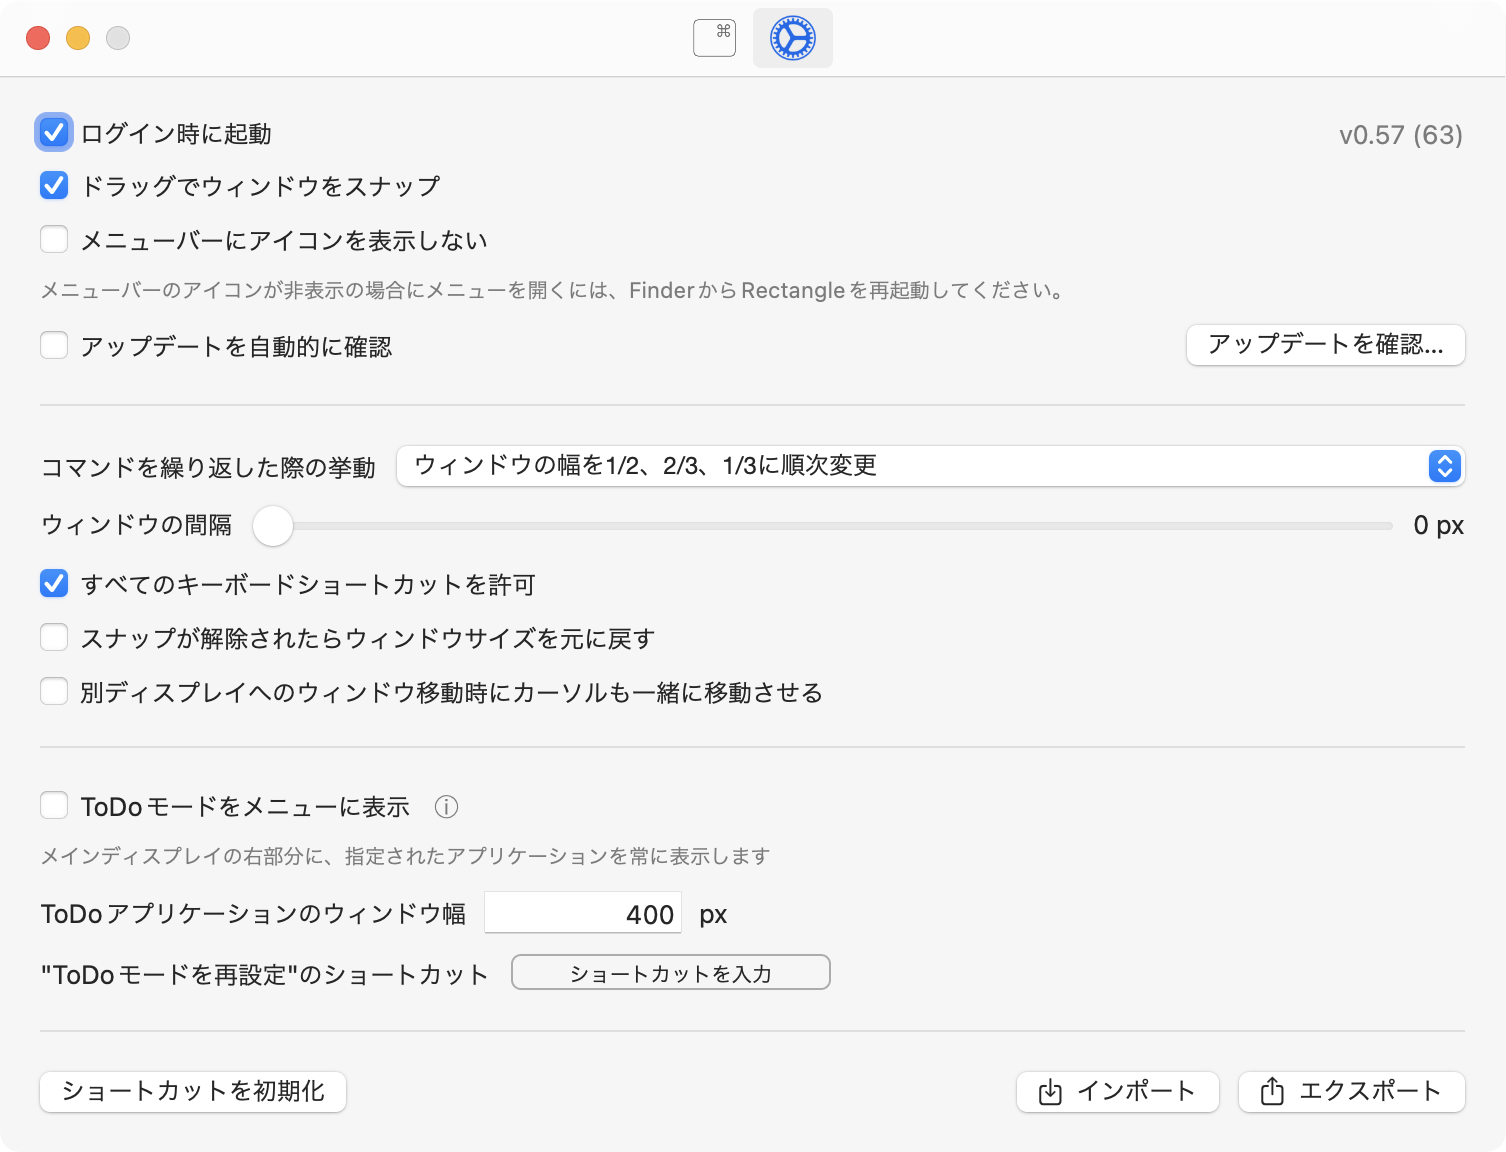 ⌘
ログイン時に起動
v0.57 (63)
ドラッグでウィンドウをスナップ
メニューバーにアイコンを表示しない
メニューバーのアイコンが非表示の場合にメニューを開くには、FinderからRectangleを再起動してください。
アップデートを自動的に確認
アップデートを確認...
コマンドを繰り返した際の挙動
ウィンドウの幅を1/2、2/3、1/3に順次変更
ウィンドウの間隔
0 px
すべてのキーボードショートカットを許可
スナップが解除されたらウィンドウサイズを元に戻す
別ディスプレイへのウィンドウ移動時にカーソルも一緒に移動させる
ToDoモードをメニューに表示
メインディスプレイの右部分に、指定されたアプリケーションを常に表示します
ToDoアプリケーションのウィンドウ幅
400
px
"ToDoモードを再設定"のショートカット
ショートカットを入力
ショートカットを初期化
インポート
エクスポート